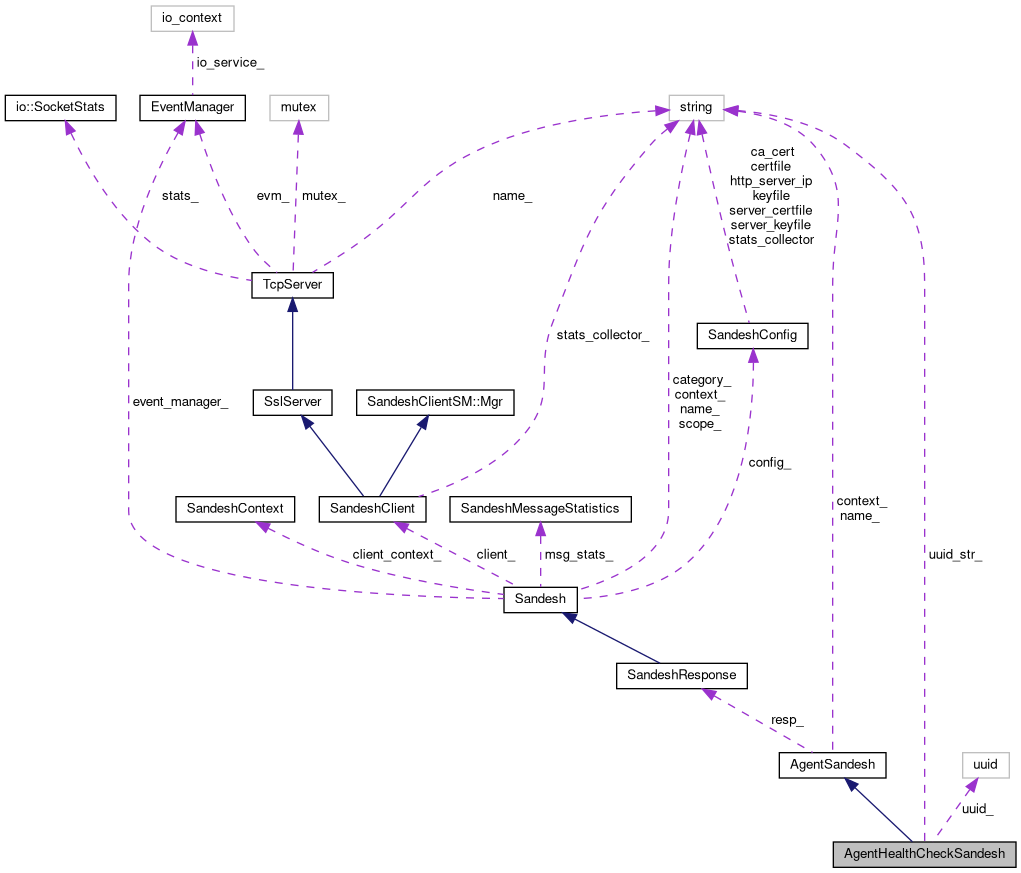 io_context
io_service_
io::SocketStats
EventManager
mutex
string
ca_cert
certfile
http_server_ip
keyfile
server_certfile
server_keyfile
stats_collector
stats_
evm_
mutex_
name_
TcpServer
stats_collector_
SandeshConfig
category_
context_
name_
scope_
event_manager_
SslServer
SandeshClientSM::Mgr
config_
SandeshContext
SandeshClient
SandeshMessageStatistics
context_
name_
client_context_
client_
msg_stats_
uuid_str_
Sandesh
SandeshResponse
resp_
AgentSandesh
uuid
uuid_
AgentHealthCheckSandesh